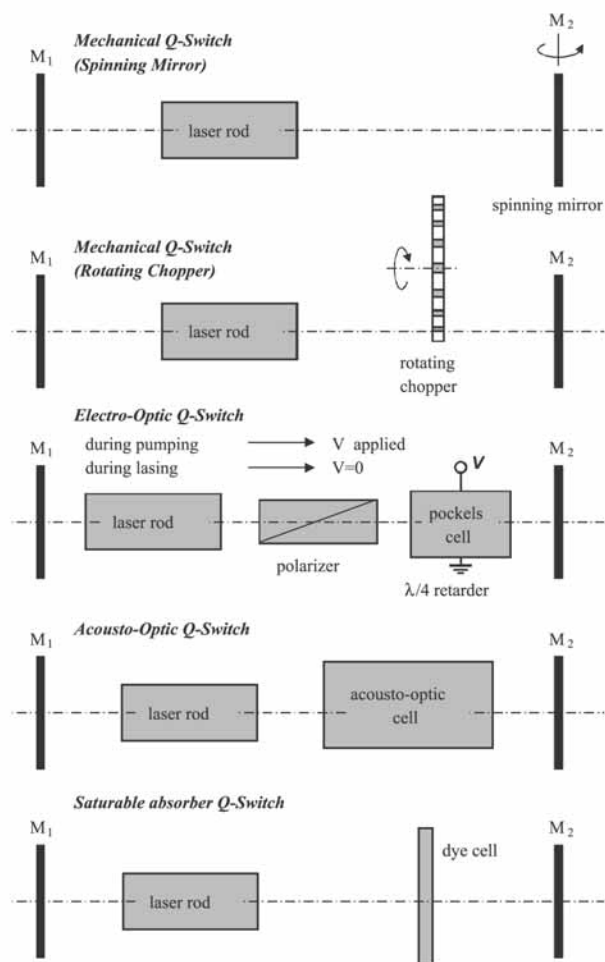 Mechanical Q-Switch
(Spinning Mirror)
M1
M2
laser rod
spinning mirror
Mechanical Q-Switch
(Rotating Chopper)
M1
M2
laser rod
rotating
chopper
Electro-Optic Q-Switch
M1
M2
during pumping V applied
during lasing V=0
V
laser rod
pockels
cell
polarizer
λ/4 retarder
Acousto-Optic Q-Switch
M1
M2
laser rod
acousto-optic
cell
Saturable absorber Q-Switch
M1
M2
dye cell
laser rod